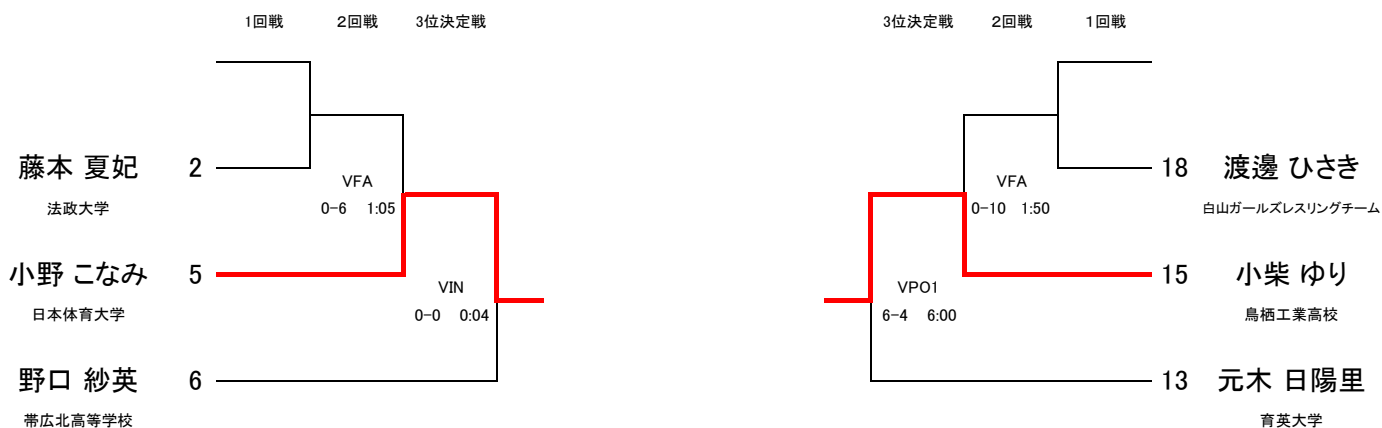 1回戦 2回戦 3位決定戦 3位決定戦 2回戦 1回戦
藤本 夏妃 2
法政大学
VFA
0-6 1:05
小野 こなみ 5
日本体育大学
VIN
0-0 0:04
野口 紗英 6
帯広北高等学校
18 渡邊 ひさき
白山ガールズレスリングチーム
VFA
0-10 1:50
15 小柴 ゆり
鳥栖工業高校
VPO1
6-4 6:00
13 元木 日陽里
育英大学